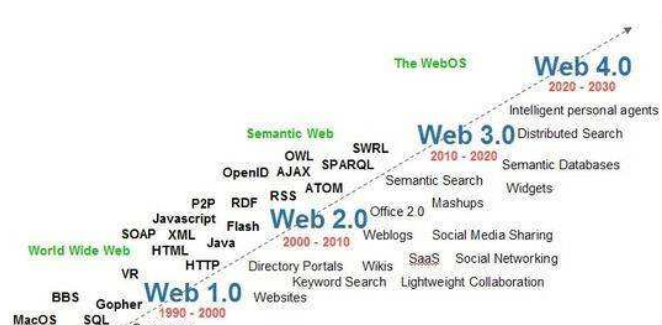 The WebOS
Web 4.0
2020 - 2030
Intelligent personal agents
Semantic Web
Web 3.0
Distributed Search
SWRL
2010 - 2020
OWL
SPARQL
Semantic Databases
OpenID
AJAX
Semantic Search
Widgets
ATOM
RSS
P2P
RDF
Mashups
Office 2.0
Javascript
Web 2.0
Flash
SOAP
XML
2000 - 2010
Weblogs
Social Media Sharing
Java
World Wide Web
HTML
SaaS
Social Networking
HTTP
Directory Portals
Wikis
VR
Keyword Search
Lightweight Collaboration
BBS
Gopher
Web 1.0
Websites
1990 - 2000
MacOS
SQL